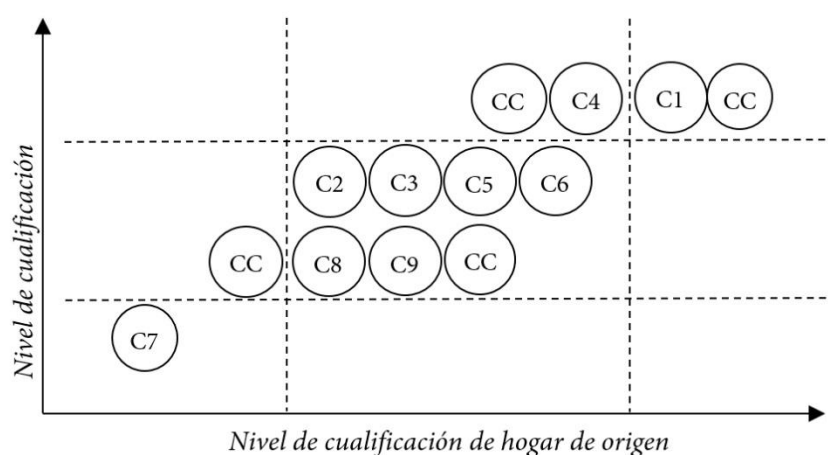 Nivel de cualificación
CC C4 C1 CC
C2 C3 C5 C6
CC C8 C9 CC
C7
Nivel de cualificación de hogar de origen